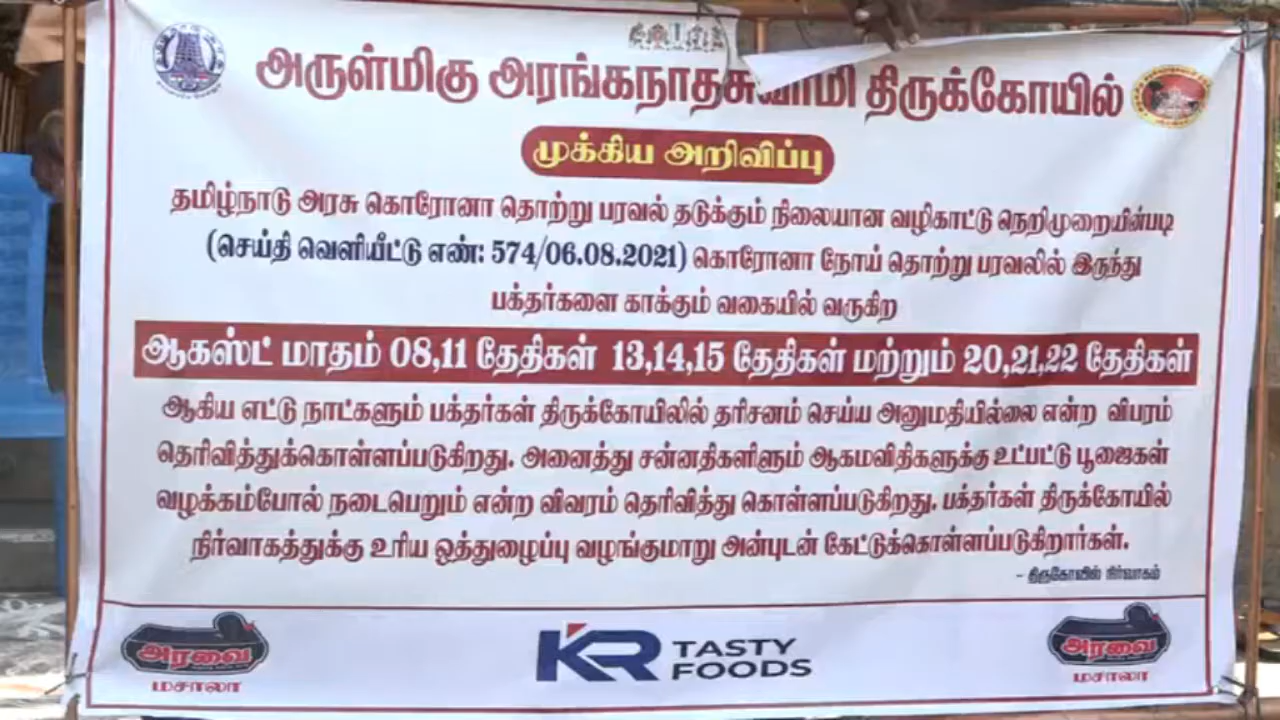 அருள்மிகு அரங்கநாதசுவாமி திருக்கோயில்
முக்கிய அறிவிப்பு
தமிழ்நாடு அரசு கொரோனா தொற்று பரவல் தடுக்கும் நிலையான வழிகாட்டு நெறிமுறையின்படி
(செய்தி வெளியீட்டு எண்: 574/06.08.2021) கொரோனா நோய் தொற்று பரவலில் இருந்து
பக்தர்களை காக்கும் வகையில் வருகிற
ஆகஸ்ட் மாதம் 08,11 தேதிகள் 13,14,15 தேதிகள் மற்றும் 20,21,22 தேதிகள்
ஆகிய எட்டு நாட்களும் பக்தர்கள் திருக்கோயிலில் தரிசனம் செய்ய அனுமதியில்லை என்ற விபரம்
தெரிவித்துக்கொள்ளப்படுகிறது. அனைத்து சன்னதிகளிளும் ஆகமவிதிகளுக்கு உட்பட்டு பூஜைகள்
வழக்கம்போல் நடைபெறும் என்ற விவரம் தெரிவித்து கொள்ளப்படுகிறது. பக்தர்கள் திருக்கோயில்
நிர்வாகத்துக்கு உரிய ஒத்துழைப்பு வழங்குமாறு அன்புடன் கேட்டுக்கொள்ளப்படுகிறார்கள்.
- திருகோவில் நிர்வாகம்
அரவை
மசாலா
KR TASTY FOODS
அரவை
மசாலா